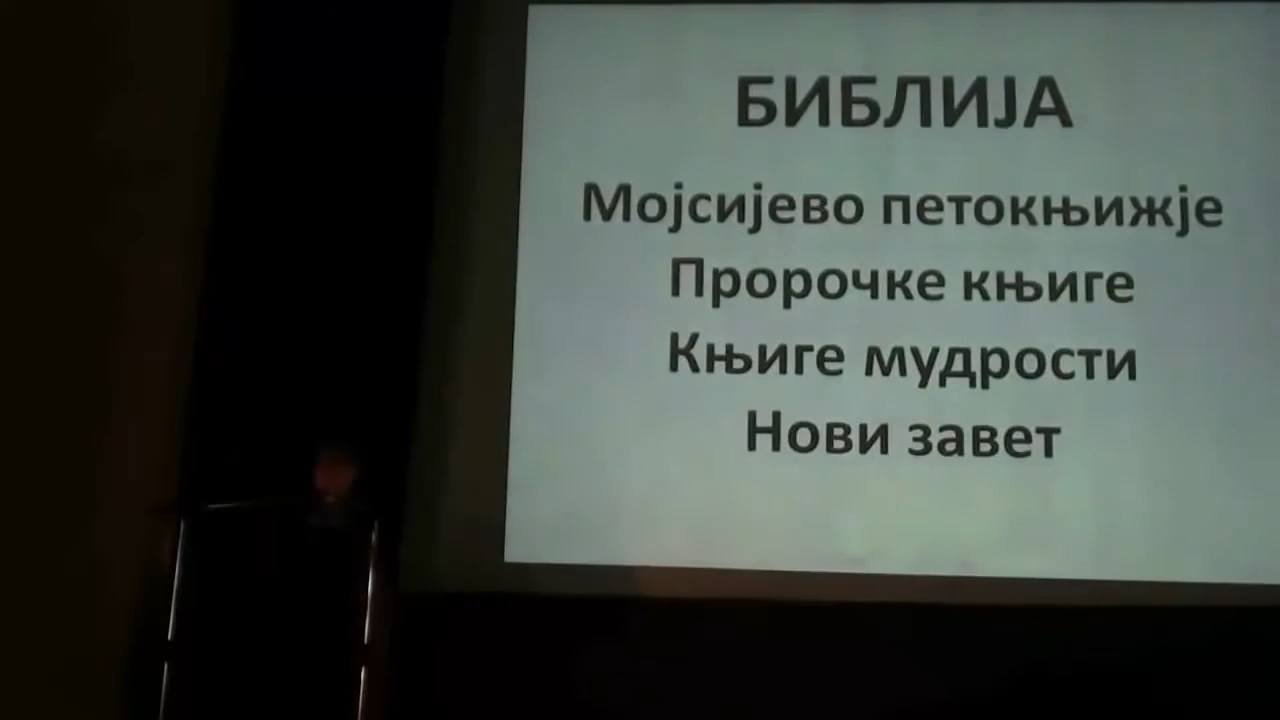 БИБЛИЈА
Мојсијево петокњижје
Пророчке књиге
Књиге мудрости
Нови завет